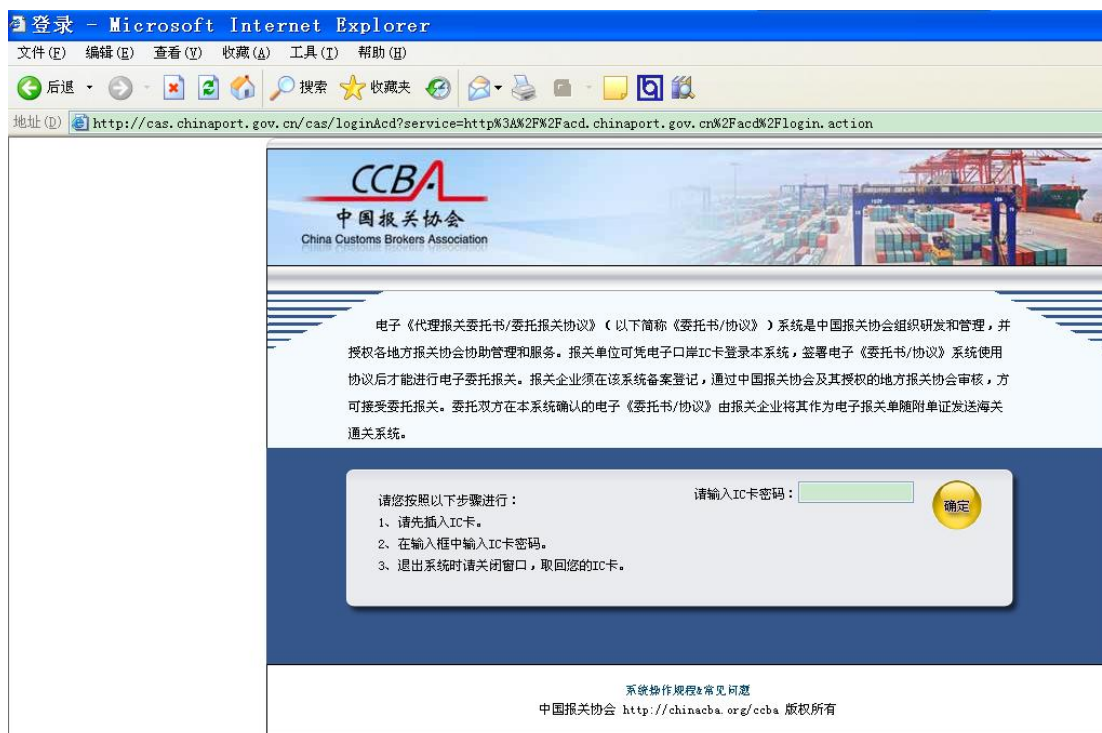 登录 - Microsoft Internet Explorer
文件(F) 编辑(E) 查看(V) 收藏(A) 工具(T) 帮助(H)
后退 搜索 收藏夹
地址(D) http://cas.chinaport.gov.cn/cas/loginAcd?service=http%3A%2F%2Facd.chinaport.gov.cn%2Facd%2Flogin.action
CCBA
中国报关协会
China Customs Brokers Association
电子《代理报关委托书/委托报关协议》(以下简称《委托书/协议》)系统是中国报关协会组织研发和管理，并
授权各地方报关协会协助管理和服务。报关单位可凭电子口岸IC卡登录本系统，签署电子《委托书/协议》系统使用
协议后才能进行电子委托报关。报关企业须在该系统备案登记，通过中国报关协会及其授权的地方报关协会审核，方
可接受委托报关。委托双方在本系统确认的电子《委托书/协议》由报关企业将其作为电子报关单随附单证发送海关
通关系统。
请您按照以下步骤进行：
请输入IC卡密码：
确定
1、请先插入IC卡。
2、在输入框中输入IC卡密码。
3、退出系统时请关闭窗口，取回您的IC卡。
系统操作规程&常见问题
中国报关协会 http://chinacba.org/ccba 版权所有